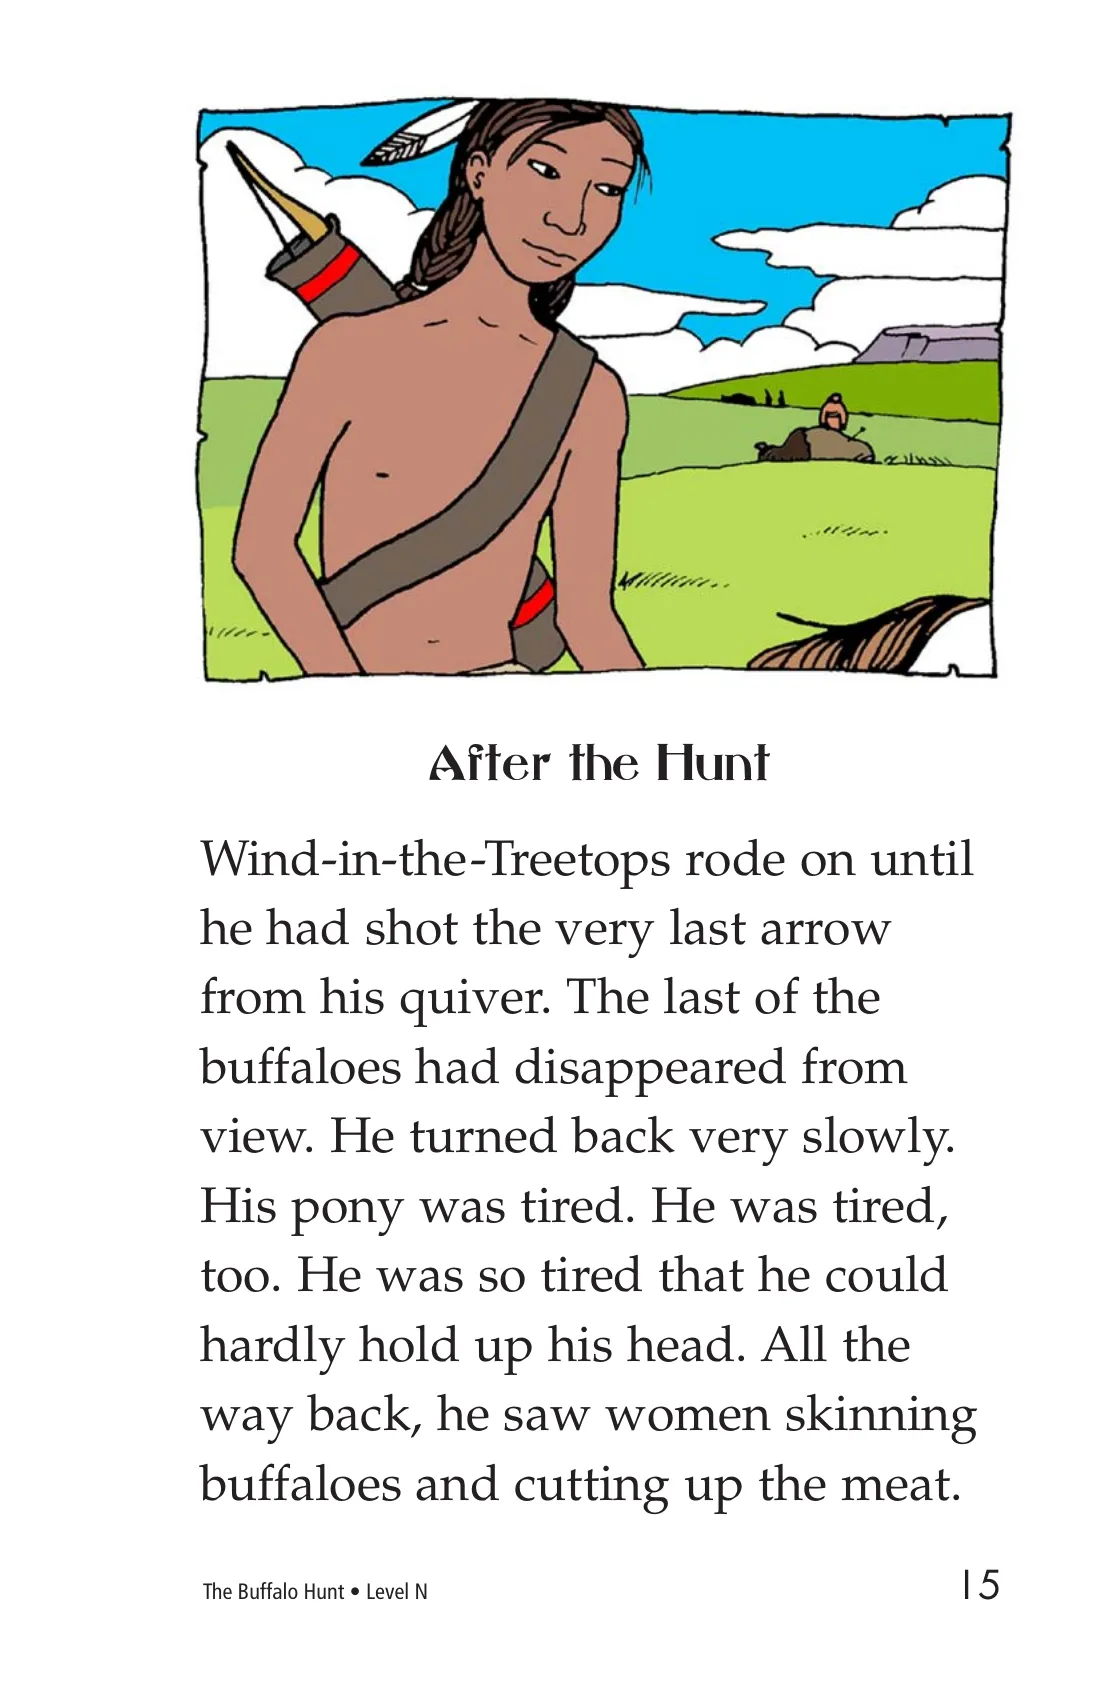 After the Hunt
Wind-in-the-Treetops rode on until
he had shot the very last arrow
from his quiver. The last of the
buffaloes had disappeared from
view. He turned back very slowly.
His pony was tired. He was tired,
too. He was so tired that he could
hardly hold up his head. All the
way back, he saw women skinning
buffaloes and cutting up the meat.
The Buffalo Hunt • Level N
15